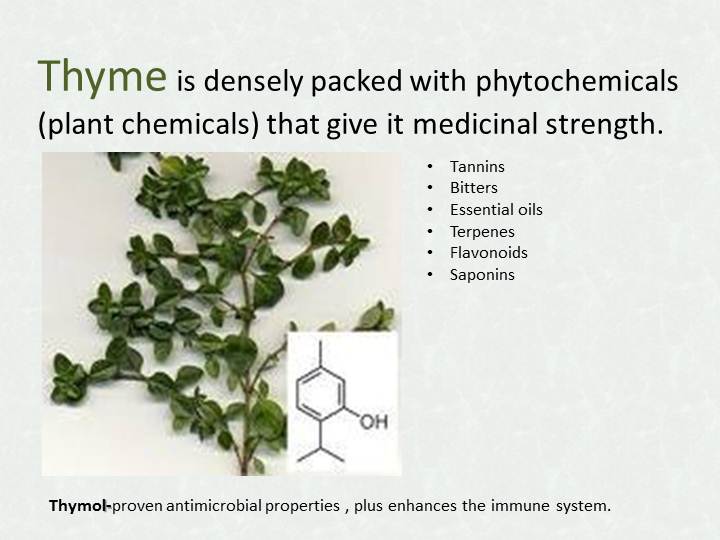 Thyme is densely packed with phytochemicals
(plant chemicals) that give it medicinal strength.
• Tannins
• Bitters
• Essential oils
• Terpenes
• Flavonoids
• Saponins
OH
Thymol-proven antimicrobial properties , plus enhances the immune system.